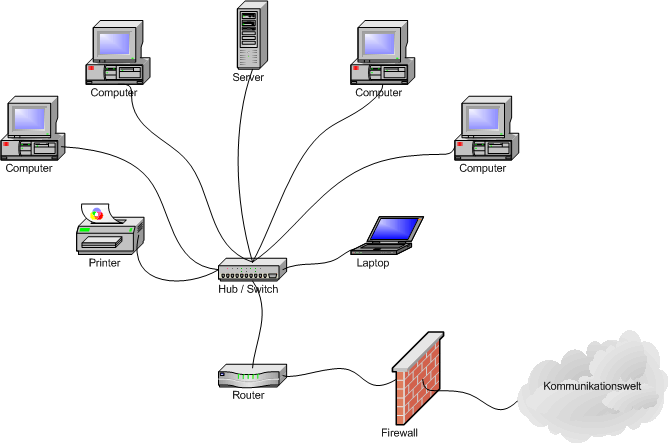 Server
Computer
Computer
Computer
Computer
Printer
Laptop
Hub / Switch
Router
Kommunikationswelt
Firewall